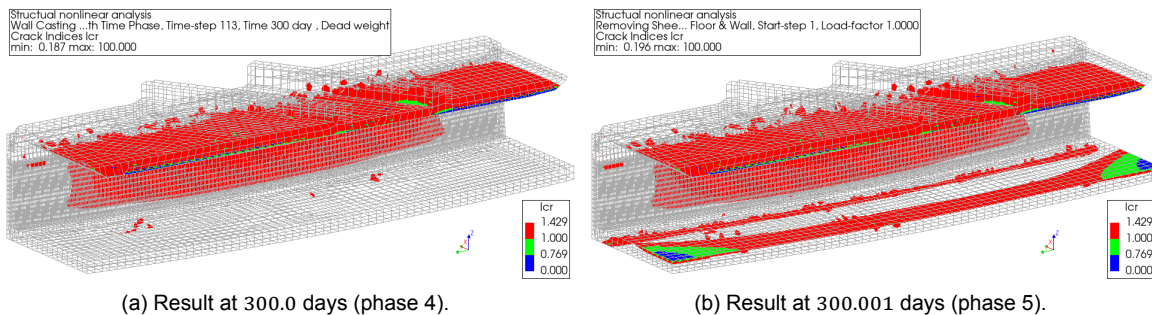 Structual nonlinear analysis
Wall Casting ...th Time Phase, Time-step 113, Time 300 day , Dead weight
Crack Indices Icr
min: 0.187 max: 100.000
Icr
1.429
1.000
0.769
0.000
Z
X
Y
(a) Result at 300.0 days (phase 4).
Structual nonlinear analysis
Removing Shee... Floor & Wall, Start-step 1, Load-factor 1.0000
Crack Indices Icr
min: 0.196 max: 100.000
Icr
1.429
1.000
0.769
0.000
Z
X
Y
(b) Result at 300.001 days (phase 5).